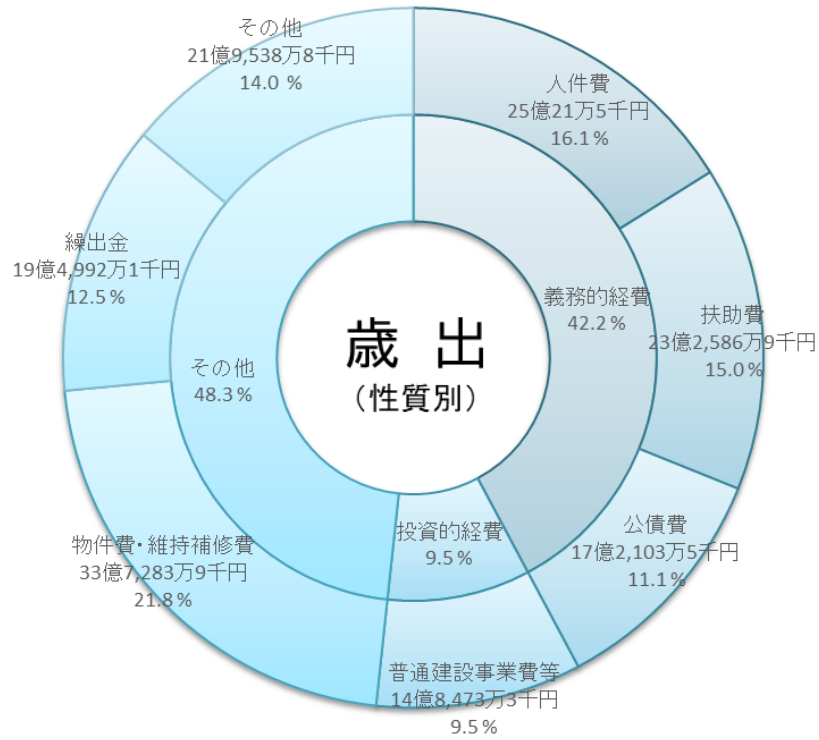 その他
21億9,538万8千円
14.0 %
人件費
25億21万5千円
16.1%
繰出金
19億4,992万1千円
12.5%
義務的経費
42.2%
扶助費
23億2,586万9千円
15.0%
歳 出
（性質別）
その他
48.3%
投資的経費
9.5%
公債費
17億2,103万5千円
11.1%
物件費・維持補修費
33億7,283万9千円
21.8%
普通建設事業費等
14億8,473万3千円
9.5%